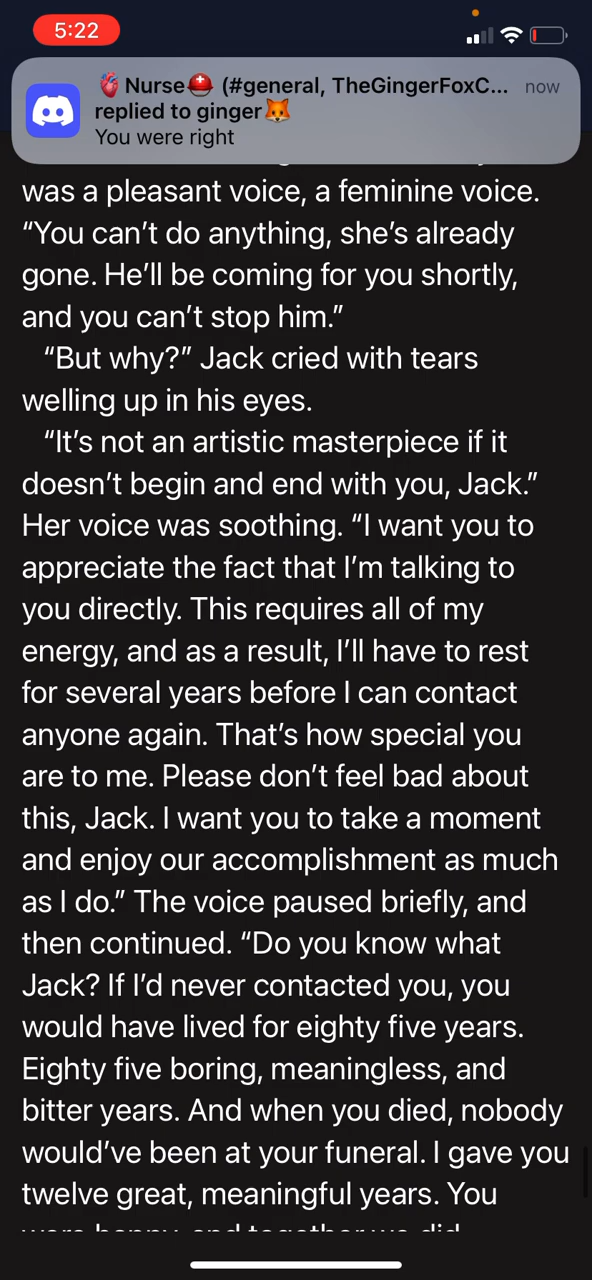 5:22
🫀Nurse⛑️ (#general, TheGingerFoxC... now
replied to ginger🦊
You were right
was a pleasant voice, a feminine voice.
“You can’t do anything, she’s already
gone. He’ll be coming for you shortly,
and you can’t stop him.”
“But why?” Jack cried with tears
welling up in his eyes.
“It’s not an artistic masterpiece if it
doesn’t begin and end with you, Jack.”
Her voice was soothing. “I want you to
appreciate the fact that I’m talking to
you directly. This requires all of my
energy, and as a result, I’ll have to rest
for several years before I can contact
anyone again. That’s how special you
are to me. Please don’t feel bad about
this, Jack. I want you to take a moment
and enjoy our accomplishment as much
as I do.” The voice paused briefly, and
then continued. “Do you know what
Jack? If I’d never contacted you, you
would have lived for eighty five years.
Eighty five boring, meaningless, and
bitter years. And when you died, nobody
would’ve been at your funeral. I gave you
twelve great, meaningful years. You
were happy, and together we did